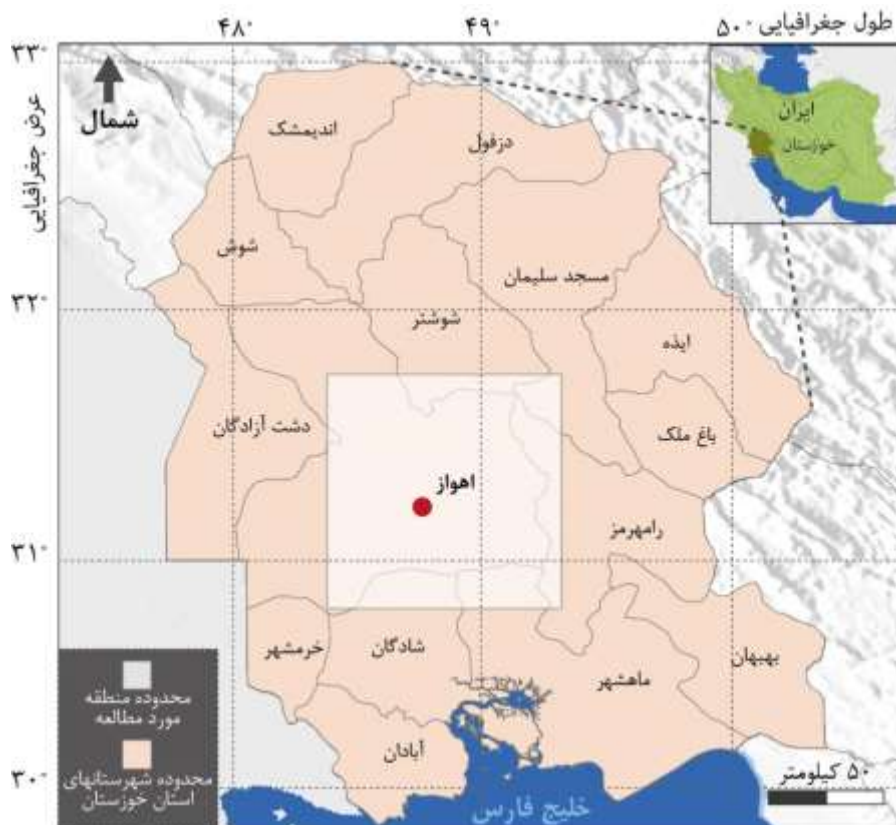 طول جغرافیایی ۵۰° ۴۹° ۴۸°
۳۳°
عرض جغرافیایی
شمال
ایران
خوزستان
اندیمشک
دزفول
شوش
مسجد سلیمان
۳۲°
شوشتر
ایذه
دشت آزادگان
باغ ملک
اهواز
رامهرمز
۳۱°
خرمشهر
شادگان
ماهشهر
بهبهان
آبادان
محدوده منطقه
مورد مطالعه
محدوده شهرستانهای
استان خوزستان
۳۰°
خلیج فارس
۵۰ کیلومتر